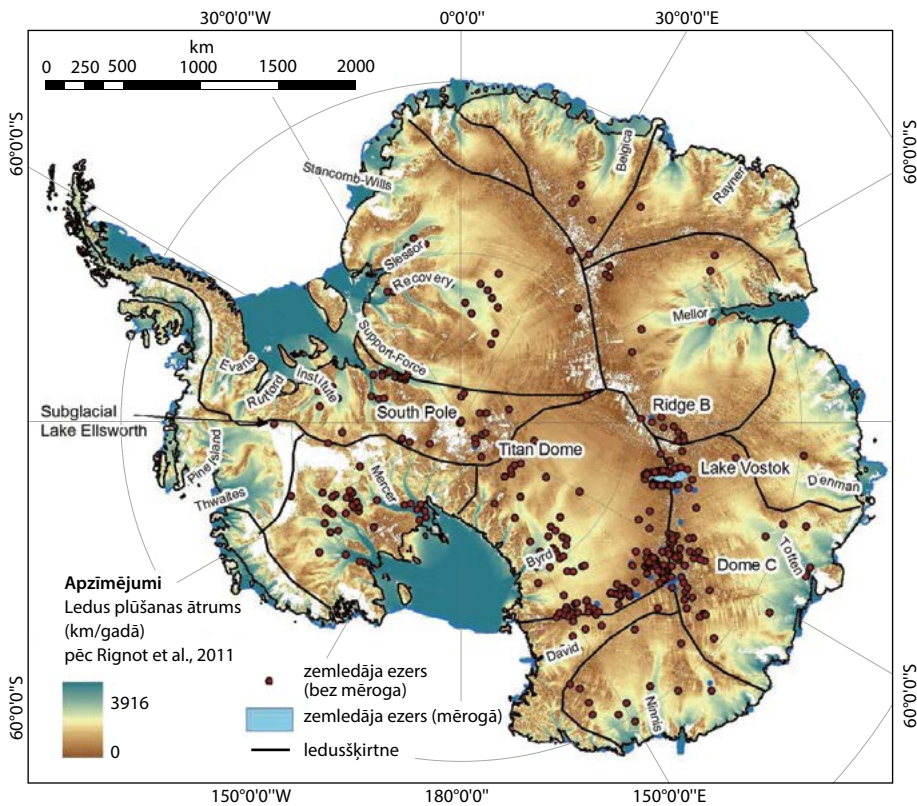 30°0'0"W
0°0'0"
30°0'0"E
km
0 250 500 1000 1500 2000
60°0'0"W
60°0'0"S
Stancomb-Wills
Belgica
Rayner
Slessor
Recovery
Mellor
Support-Force
Evans
Rutford
Institute
Subglacial
Lake Ellsworth
South Pole
Ridge B
Titan Dome
Lake Vostok
Pine Island
Denman
Thwaites
Mercer
Byrd
Dome C
Totten
David
Ninnis
Apzīmējumi
Ledus plūšanas ātrums
(km/gadā)
pēc Rignot et al., 2011
3916
0
zemledāja ezers
(bez mēroga)
zemledāja ezers (mērogā)
ledusšķirtne
60°0'0"S
60°0'0"S
150°0'0"W
180°0'0"
150°0'0"E